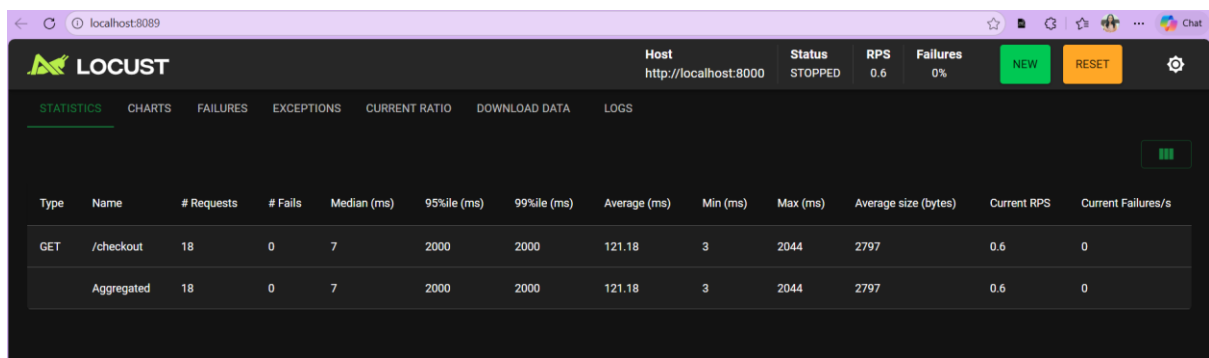 localhost:8089
Chat
LOCUST
Host
http://localhost:8000
Status
STOPPED
RPS
0.6
Failures
0%
NEW
RESET
STATISTICS CHARTS FAILURES EXCEPTIONS CURRENT RATIO DOWNLOAD DATA LOGS
Type Name # Requests # Fails Median (ms) 95%ile (ms) 99%ile (ms) Average (ms) Min (ms) Max (ms) Average size (bytes) Current RPS Current Failures/s
GET /checkout 18 0 7 2000 2000 121.18 3 2044 2797 0.6 0
Aggregated 18 0 7 2000 2000 121.18 3 2044 2797 0.6 0